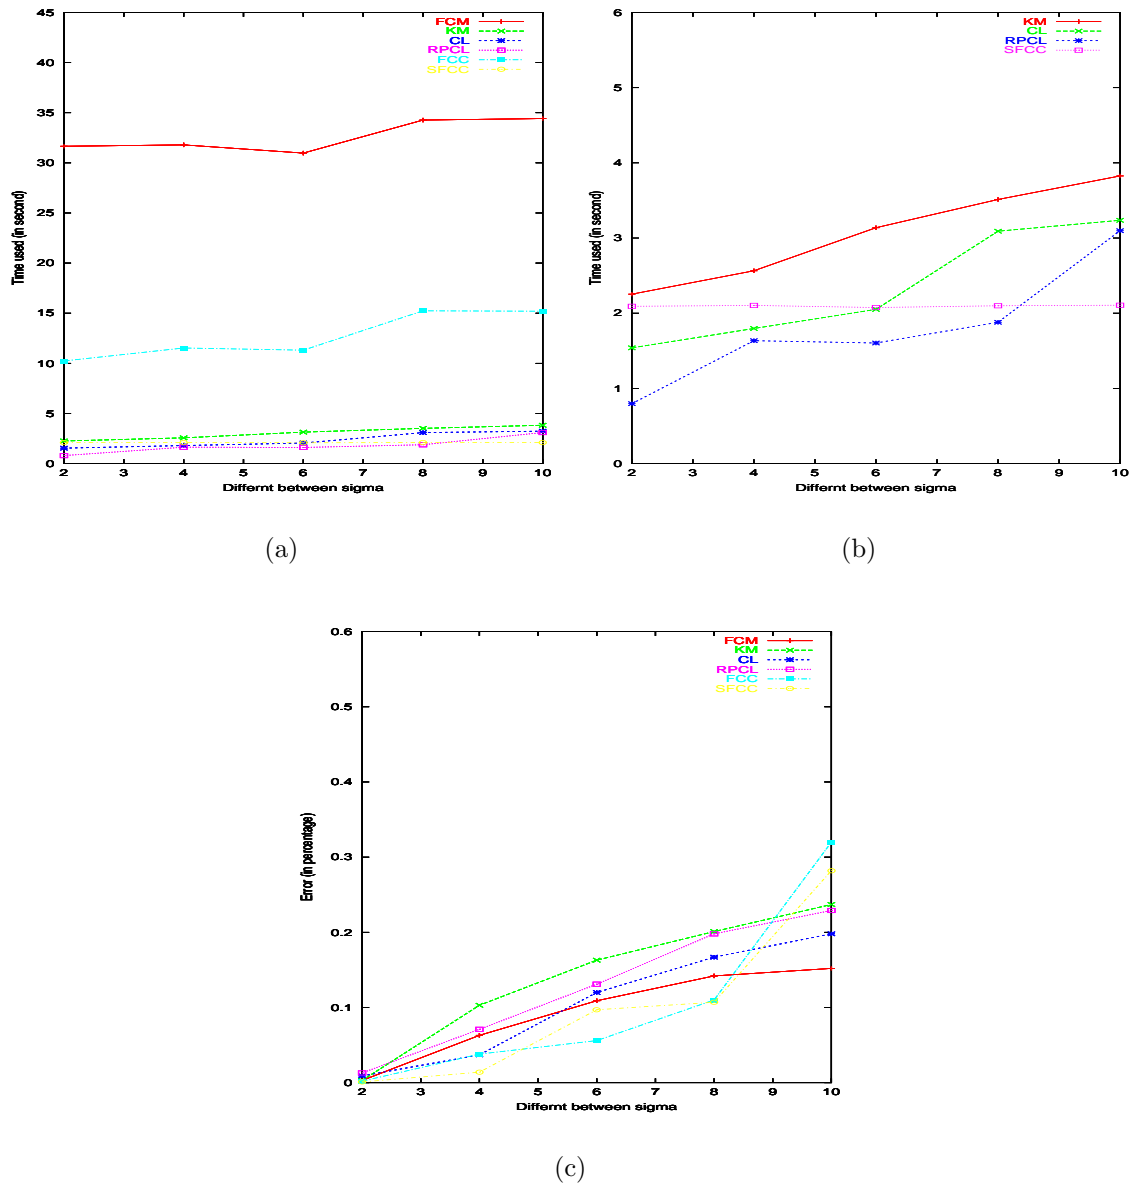 FCM
KM
CL
RPCL
FCC
SFCC
45
40
35
30
25
20
15
10
5
0
Time used (in second)
2 3 4 5 6 7 8 9 10
Differnt between sigma
(a)
KM
CL
RPCL
SFCC
6
5
4
3
2
1
0
Time used (in second)
2 3 4 5 6 7 8 9 10
Differnt between sigma
(b)
FCM
KM
CL
RPCL
FCC
SFCC
0.6
0.5
0.4
0.3
0.2
0.1
0
Error (in percentage)
2 3 4 5 6 7 8 9 10
Differnt between sigma
(c)